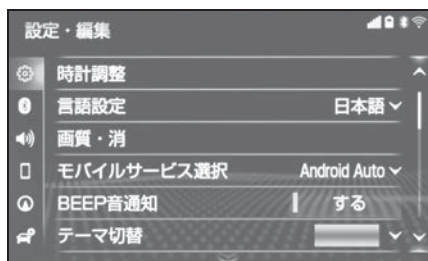 設定・編集
時計調整
言語設定 日本語
画質・消
モバイルサービス選択 Android Auto
BEEP音通知 する
テーマ切替